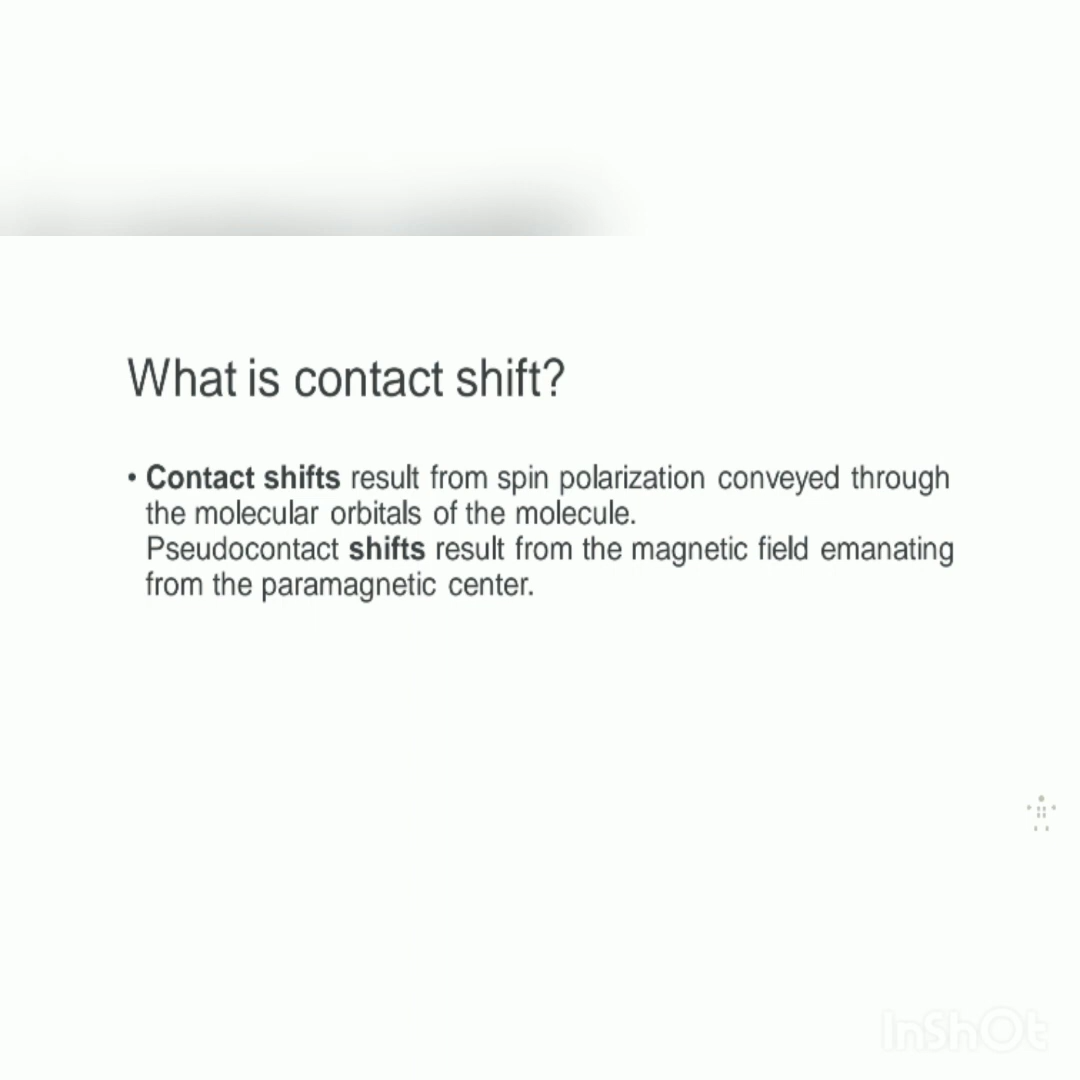 What is contact shift?
• Contact shifts result from spin polarization conveyed through
the molecular orbitals of the molecule.
Pseudocontact shifts result from the magnetic field emanating
from the paramagnetic center.
InShOt